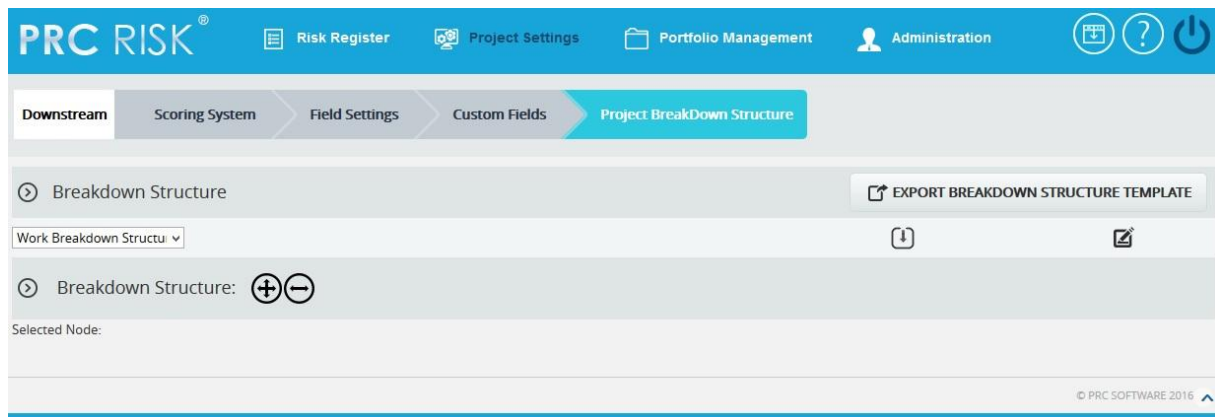 PRC RISK®
Risk Register
Project Settings
Portfolio Management
Administration
?
Downstream
Scoring System
Field Settings
Custom Fields
Project BreakDown Structure
Breakdown Structure
EXPORT BREAKDOWN STRUCTURE TEMPLATE
Work Breakdown Structu
Breakdown Structure:
Selected Node:
© PRC SOFTWARE 2016